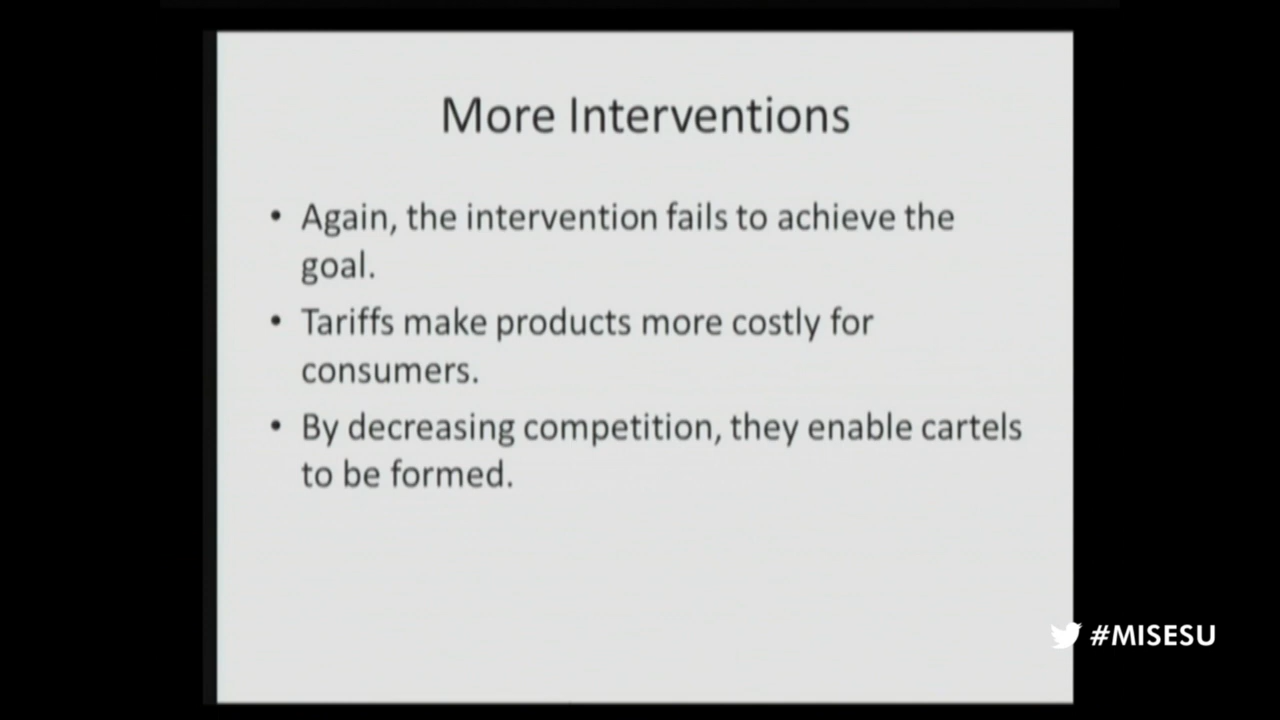 More Interventions
• Again, the intervention fails to achieve the
goal.
• Tariffs make products more costly for
consumers.
• By decreasing competition, they enable cartels
to be formed.
#MISESU